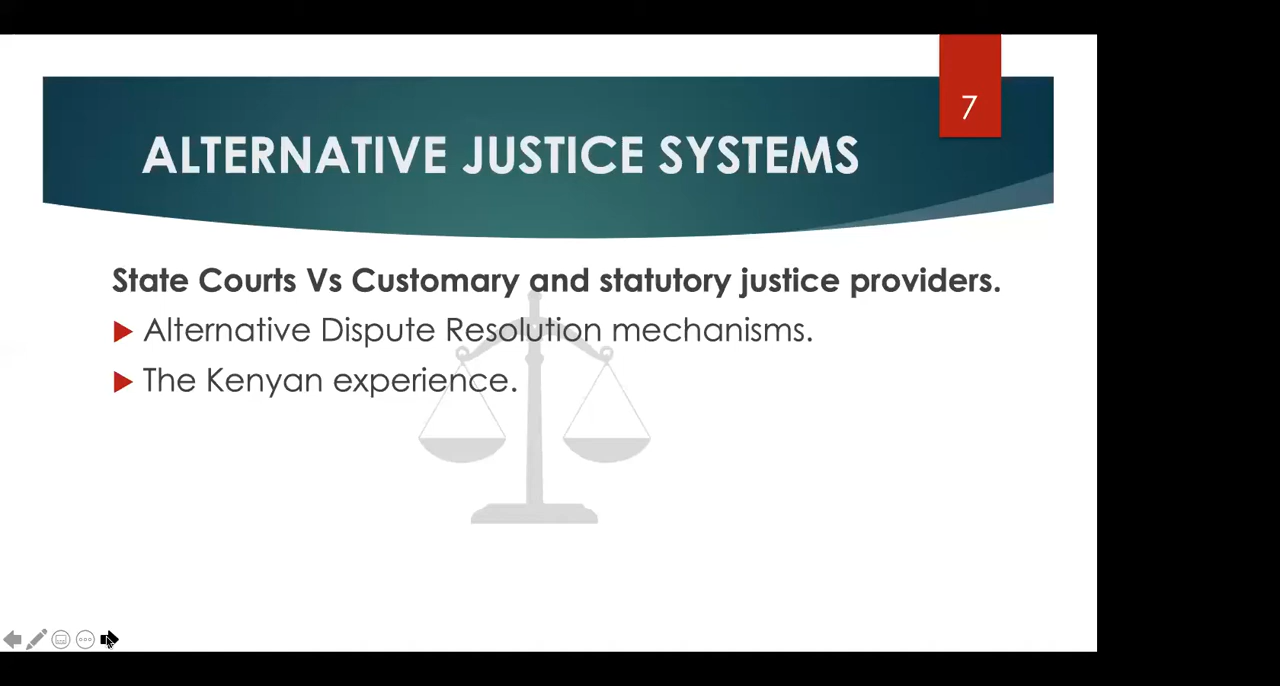 7
ALTERNATIVE JUSTICE SYSTEMS
State Courts Vs Customary and statutory justice providers.
Alternative Dispute Resolution mechanisms.
The Kenyan experience.